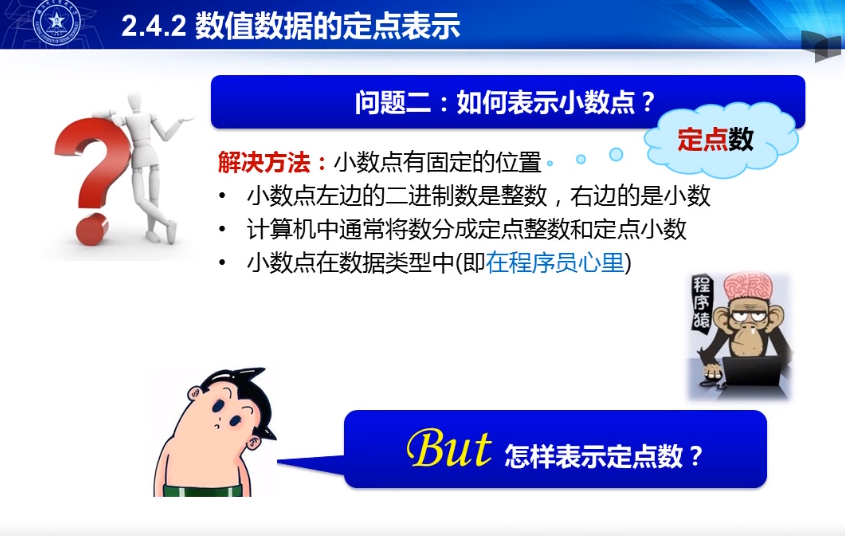 2.4.2 数值数据的定点表示
问题二：如何表示小数点？
定点数
解决方法：小数点有固定的位置
• 小数点左边的二进制数是整数，右边的是小数
• 计算机中通常将数分成定点整数和定点小数
• 小数点在数据类型中(即在程序员心里)
程序猿
But 怎样表示定点数？